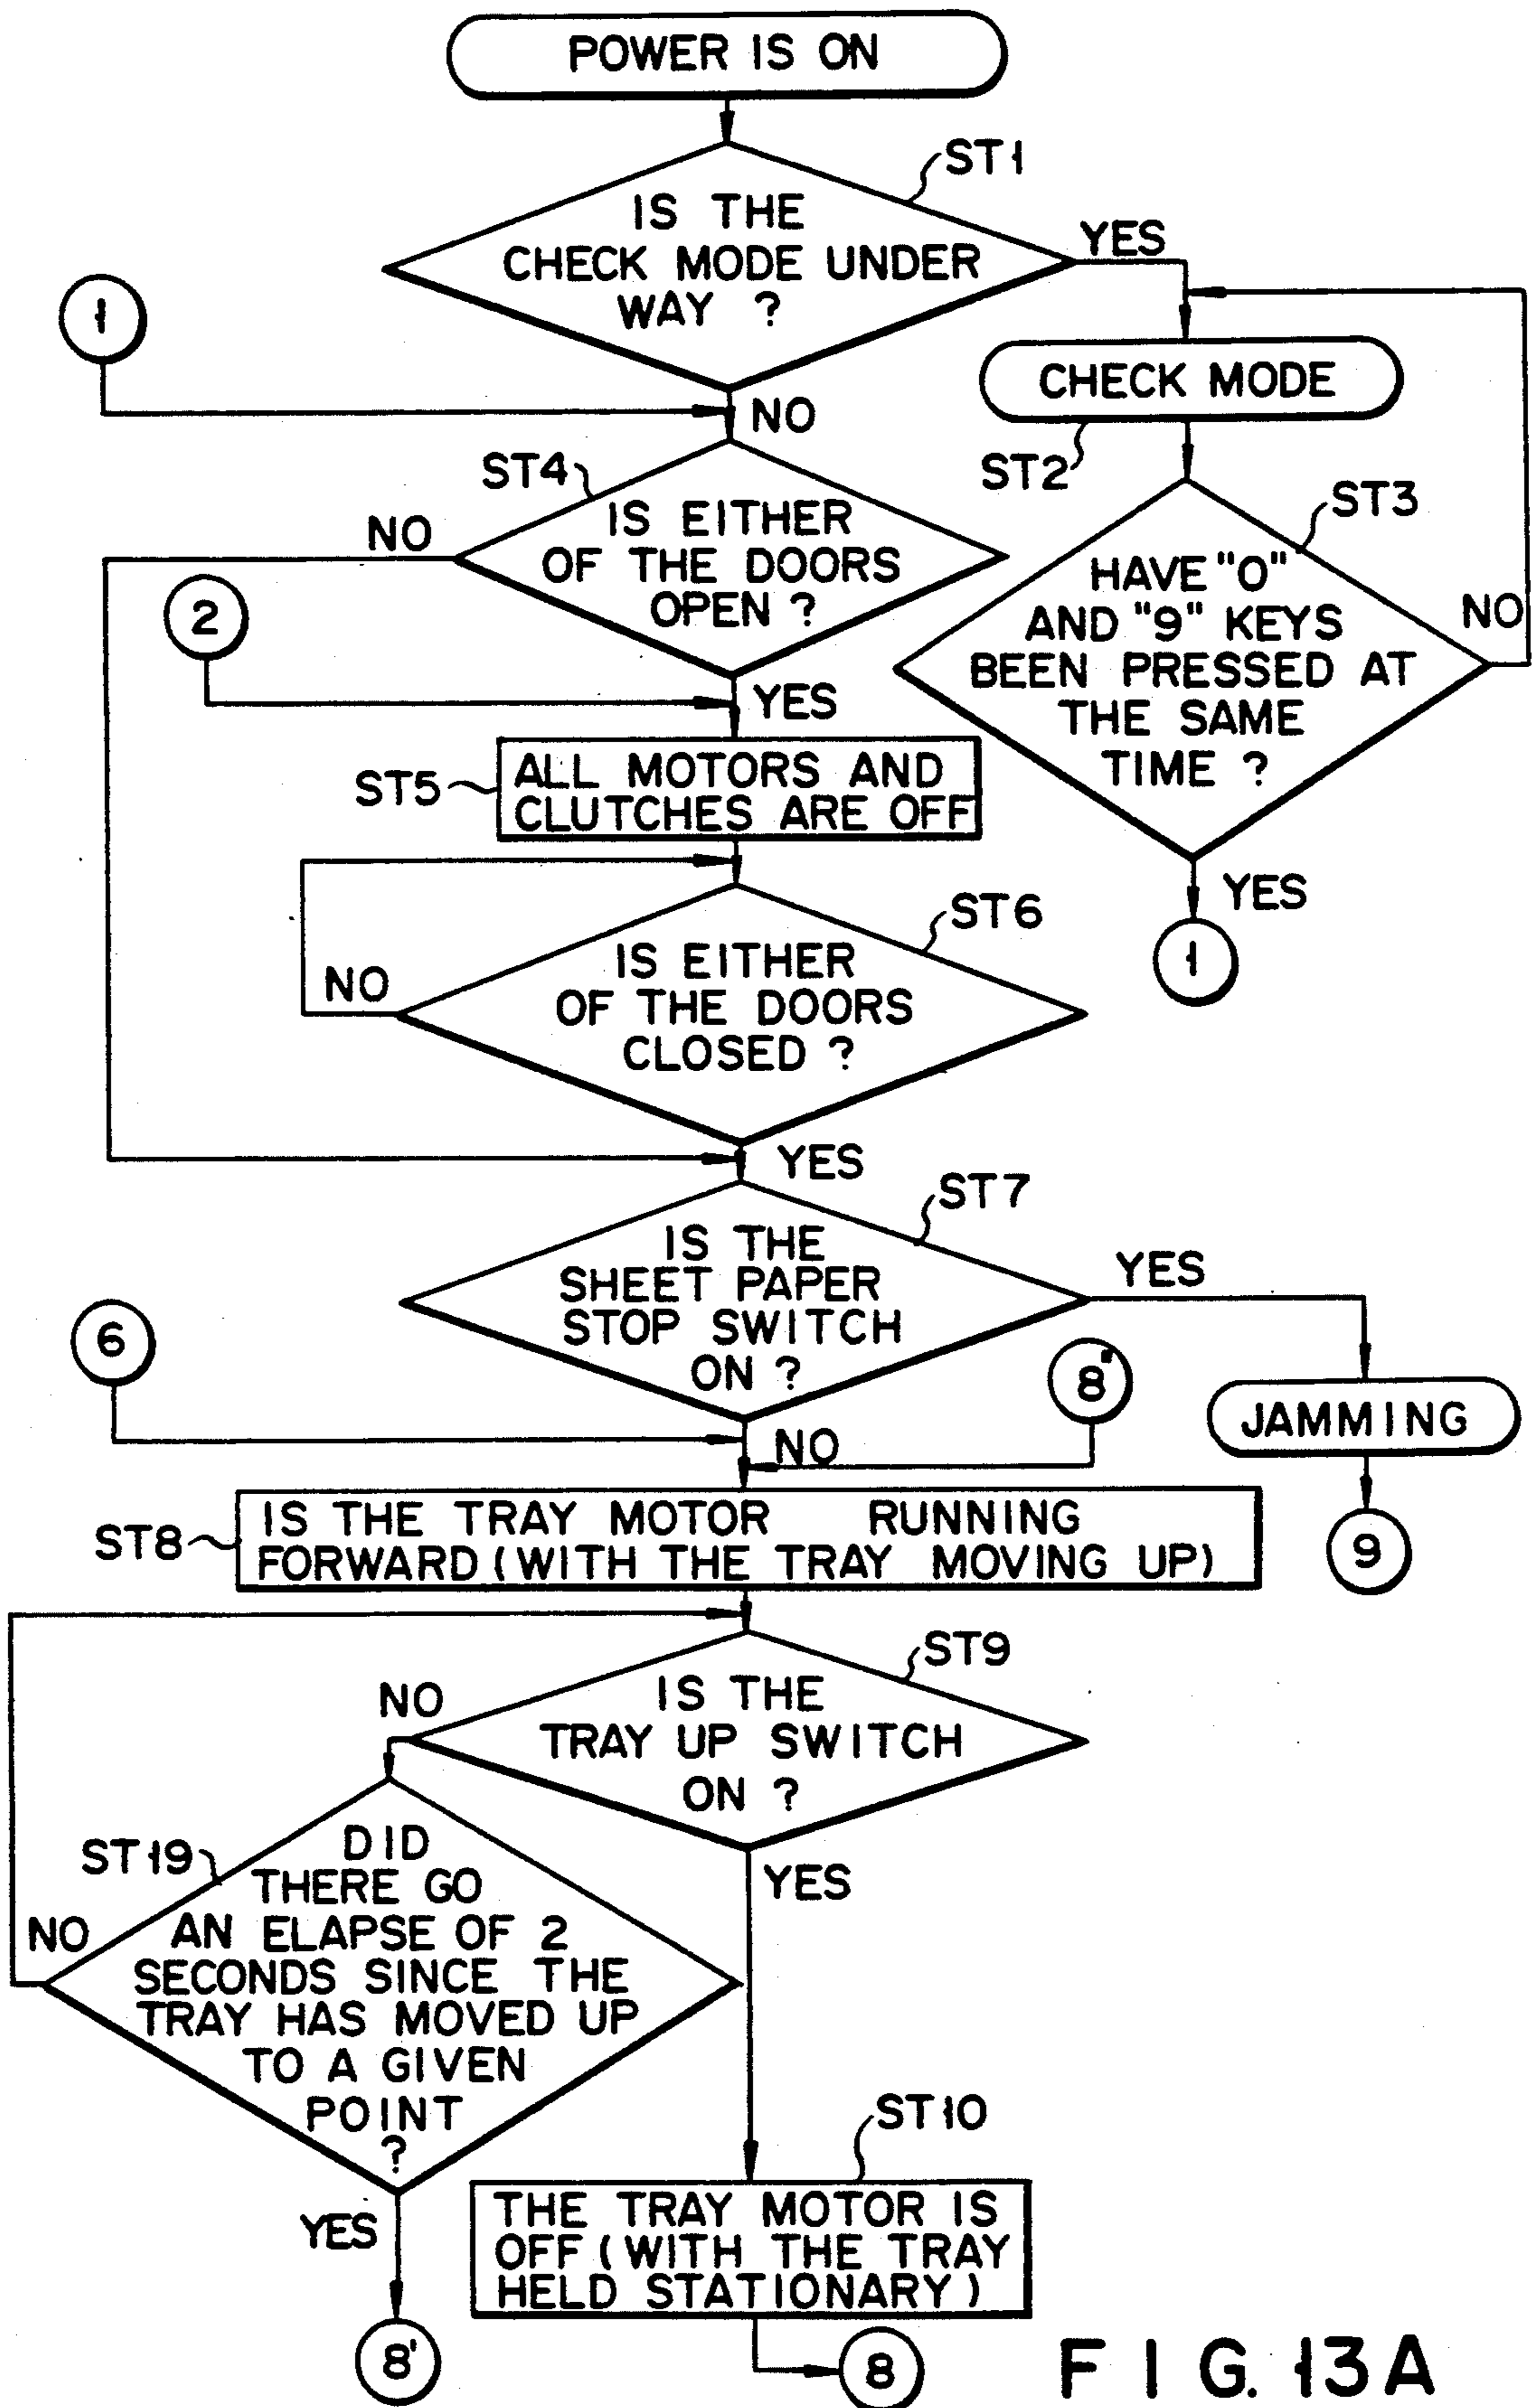 POWER IS ON
ST1
IS THE
CHECK MODE UNDER
WAY ?
YES
1
NO
CHECK MODE
ST2
ST3
HAVE "0"
AND "9" KEYS
BEEN PRESSED AT
THE SAME
TIME ?
NO
YES
1
ST4
IS EITHER
OF THE DOORS
OPEN ?
NO
2
YES
ST5
ALL MOTORS AND
CLUTCHES ARE OFF
ST6
IS EITHER
OF THE DOORS
CLOSED ?
NO
YES
ST7
IS THE
SHEET PAPER
STOP SWITCH
ON ?
YES
6
8'
JAMMING
NO
9
ST8
IS THE TRAY MOTOR RUNNING
FORWARD (WITH THE TRAY MOVING UP)
ST9
IS THE
TRAY UP SWITCH
ON ?
NO
YES
ST19
DID
THERE GO
AN ELAPSE OF 2
SECONDS SINCE THE
TRAY HAS MOVED UP
TO A GIVEN
POINT
?
NO
YES
8'
ST10
THE TRAY MOTOR IS
OFF (WITH THE TRAY
HELD STATIONARY)
8
FIG. 13A